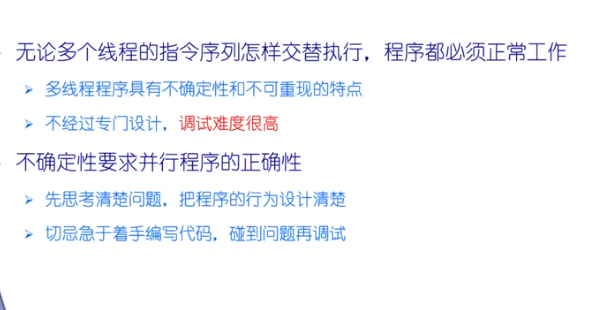 无论多个线程的指令序列怎样交替执行，程序都必须正常工作
多线程程序具有不确定性和不可重现的特点
不经过专门设计，调试难度很高
不确定性要求并行程序的正确性
先思考清楚问题，把程序的行为设计清楚
切忌急于着手编写代码，碰到问题再调试